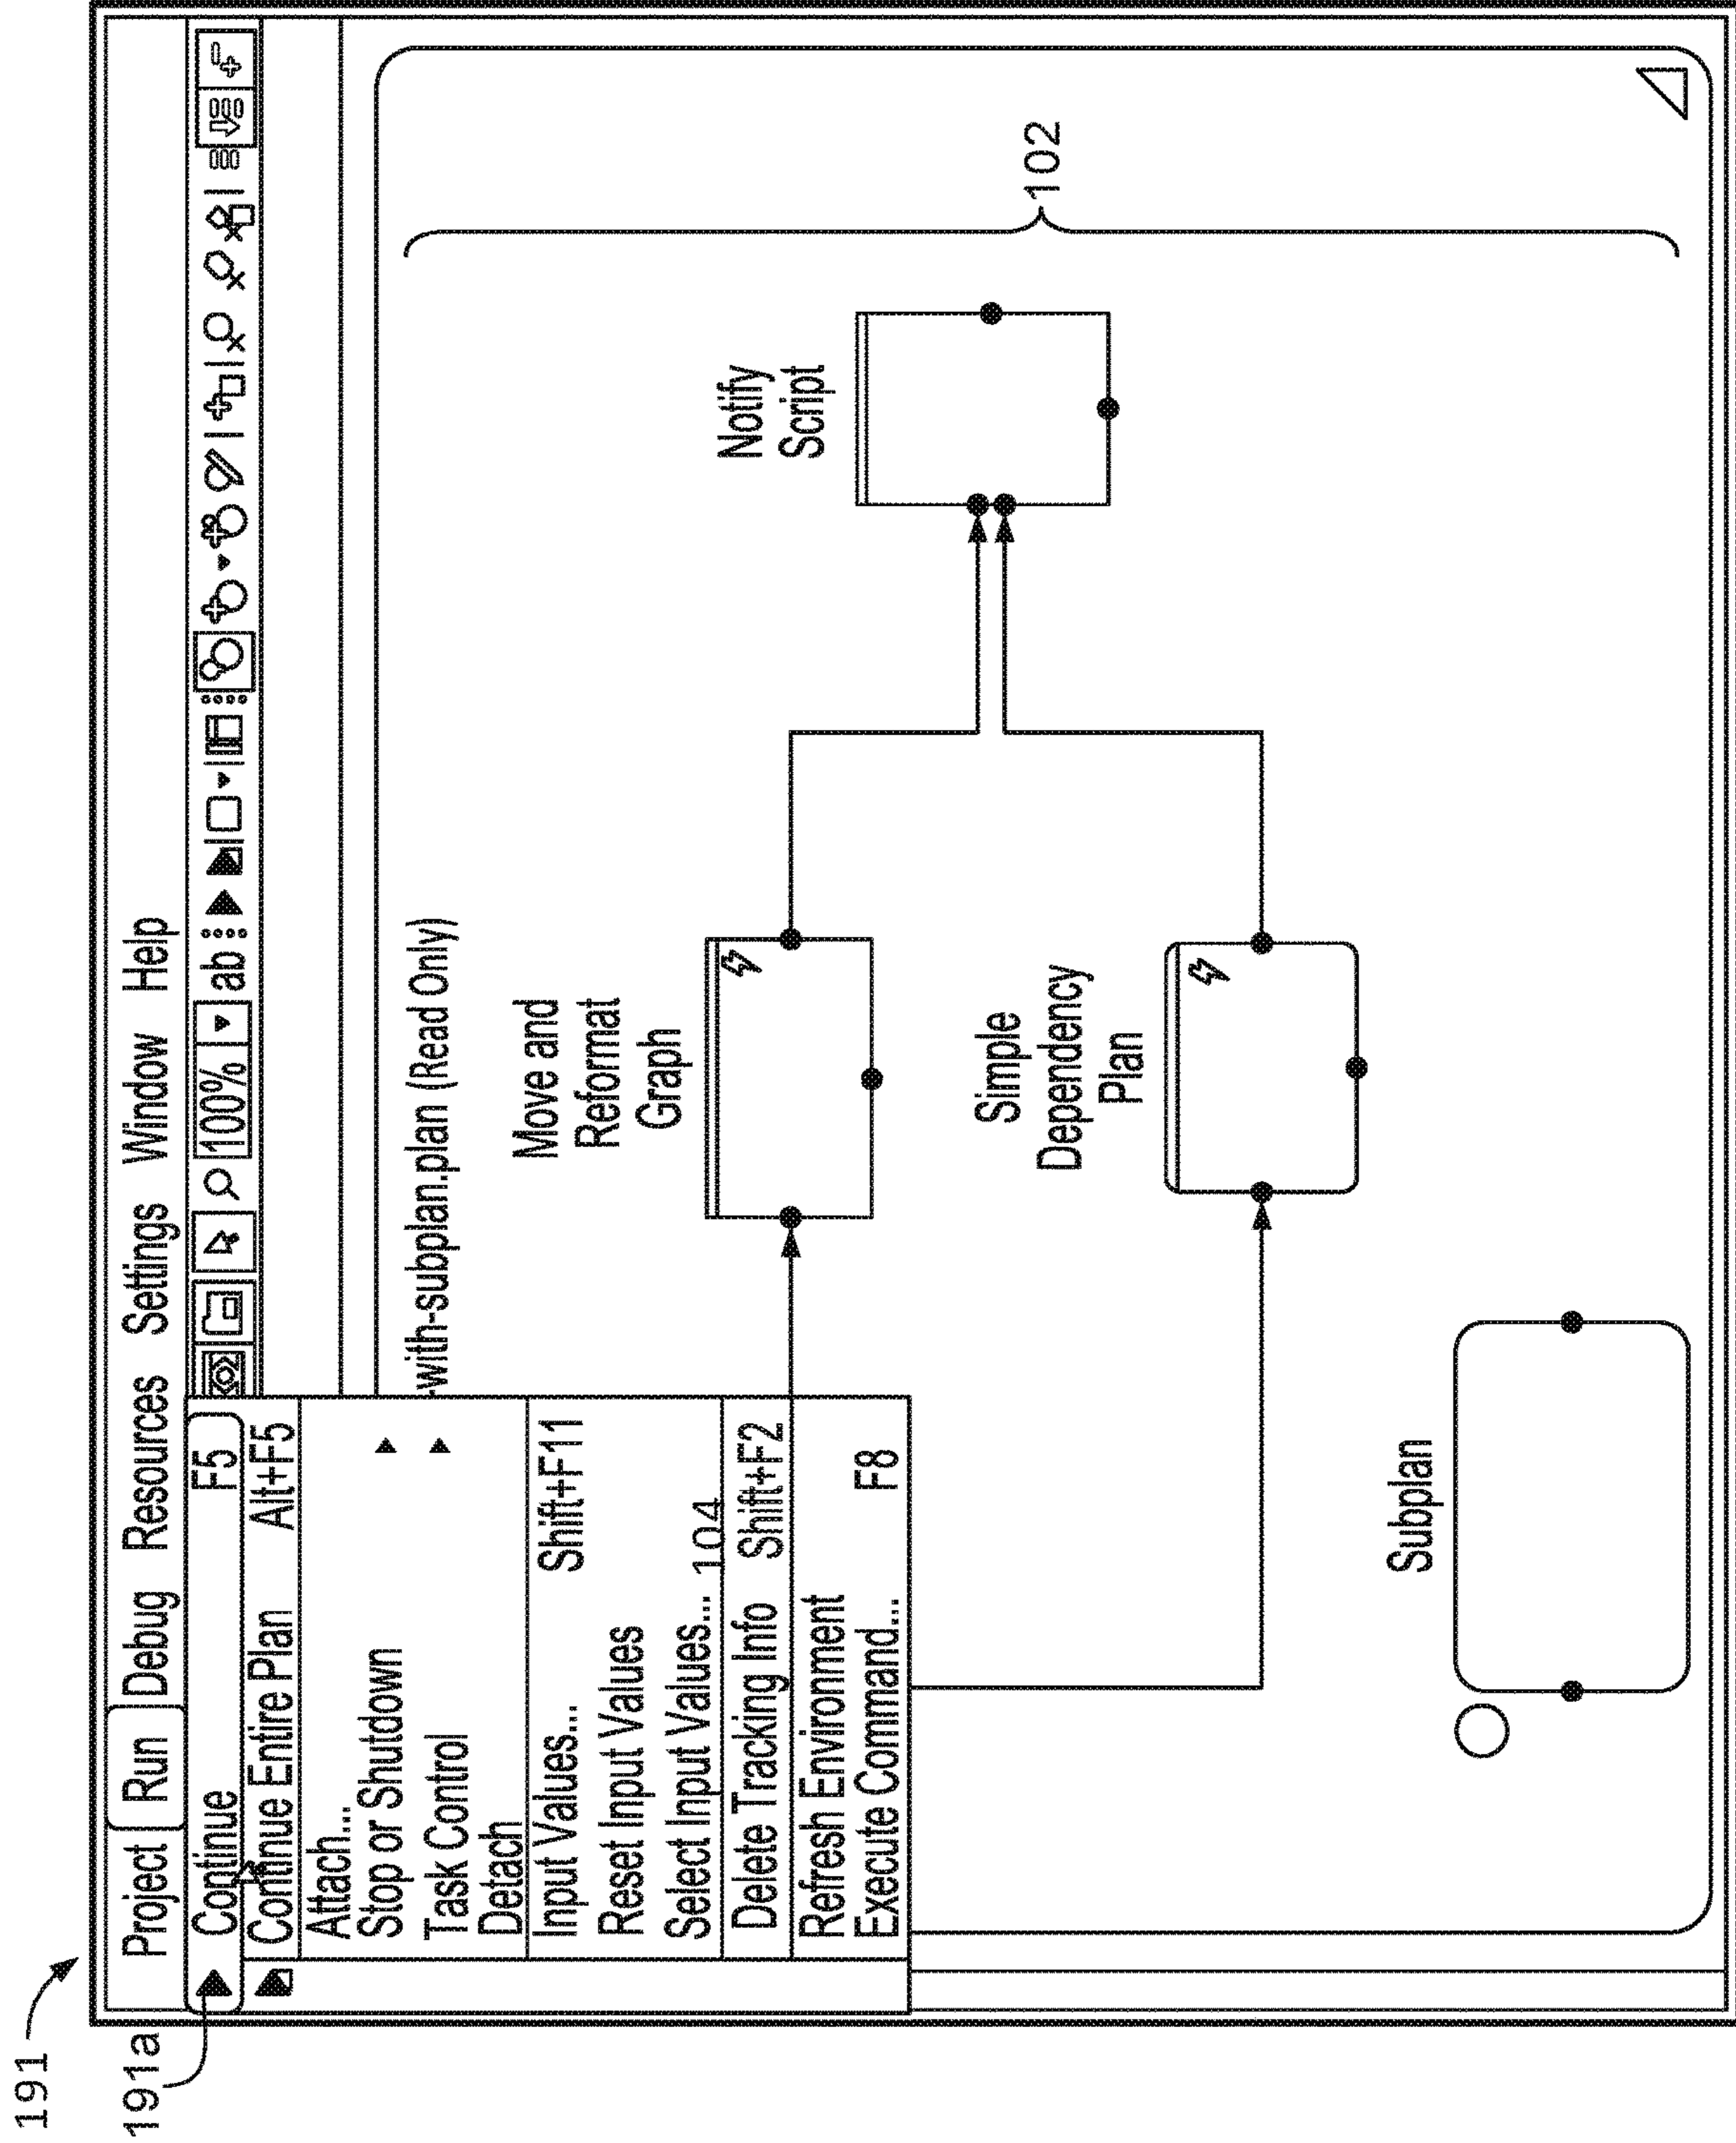 191
191a
Project Run Debug Resources Settings Window Help
100% ab
Continue F5
Continue Entire Plan Alt+F5
Attach...
Stop or Shutdown
Task Control
Detach
Input Values... Shift+F11
Reset Input Values
Select Input Values... 104
Delete Tracking Info Shift+F2
Refresh Environment
Execute Command... F8
-with-subplan.plan (Read Only)
Move and
Reformat
Graph
Notify
Script
102
Simple
Dependency
Plan
Subplan